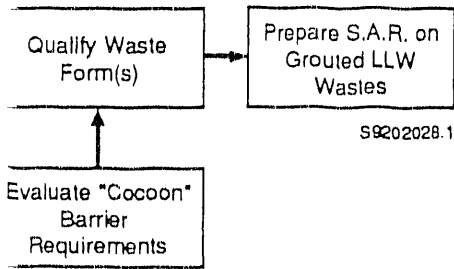 Qualify Waste
Form(s)
Prepare S.A.R. on
Grouted LLW
Wastes
S9202028.1
Evaluate "Cocoon"
Barrier
Requirements